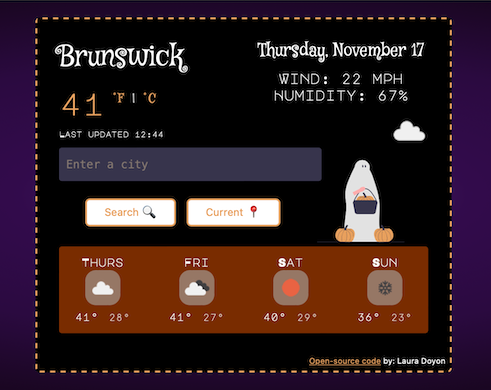 Brunswick
Thursday, November 17
41 °F | °C
WIND: 22 MPH
HUMIDITY: 67%
LAST UPDATED 12:44
Enter a city
Search
Current
THURS FRI SAT SUN
41° 28° 41° 27° 40° 29° 36° 23°
Open-source code by: Laura Doyon